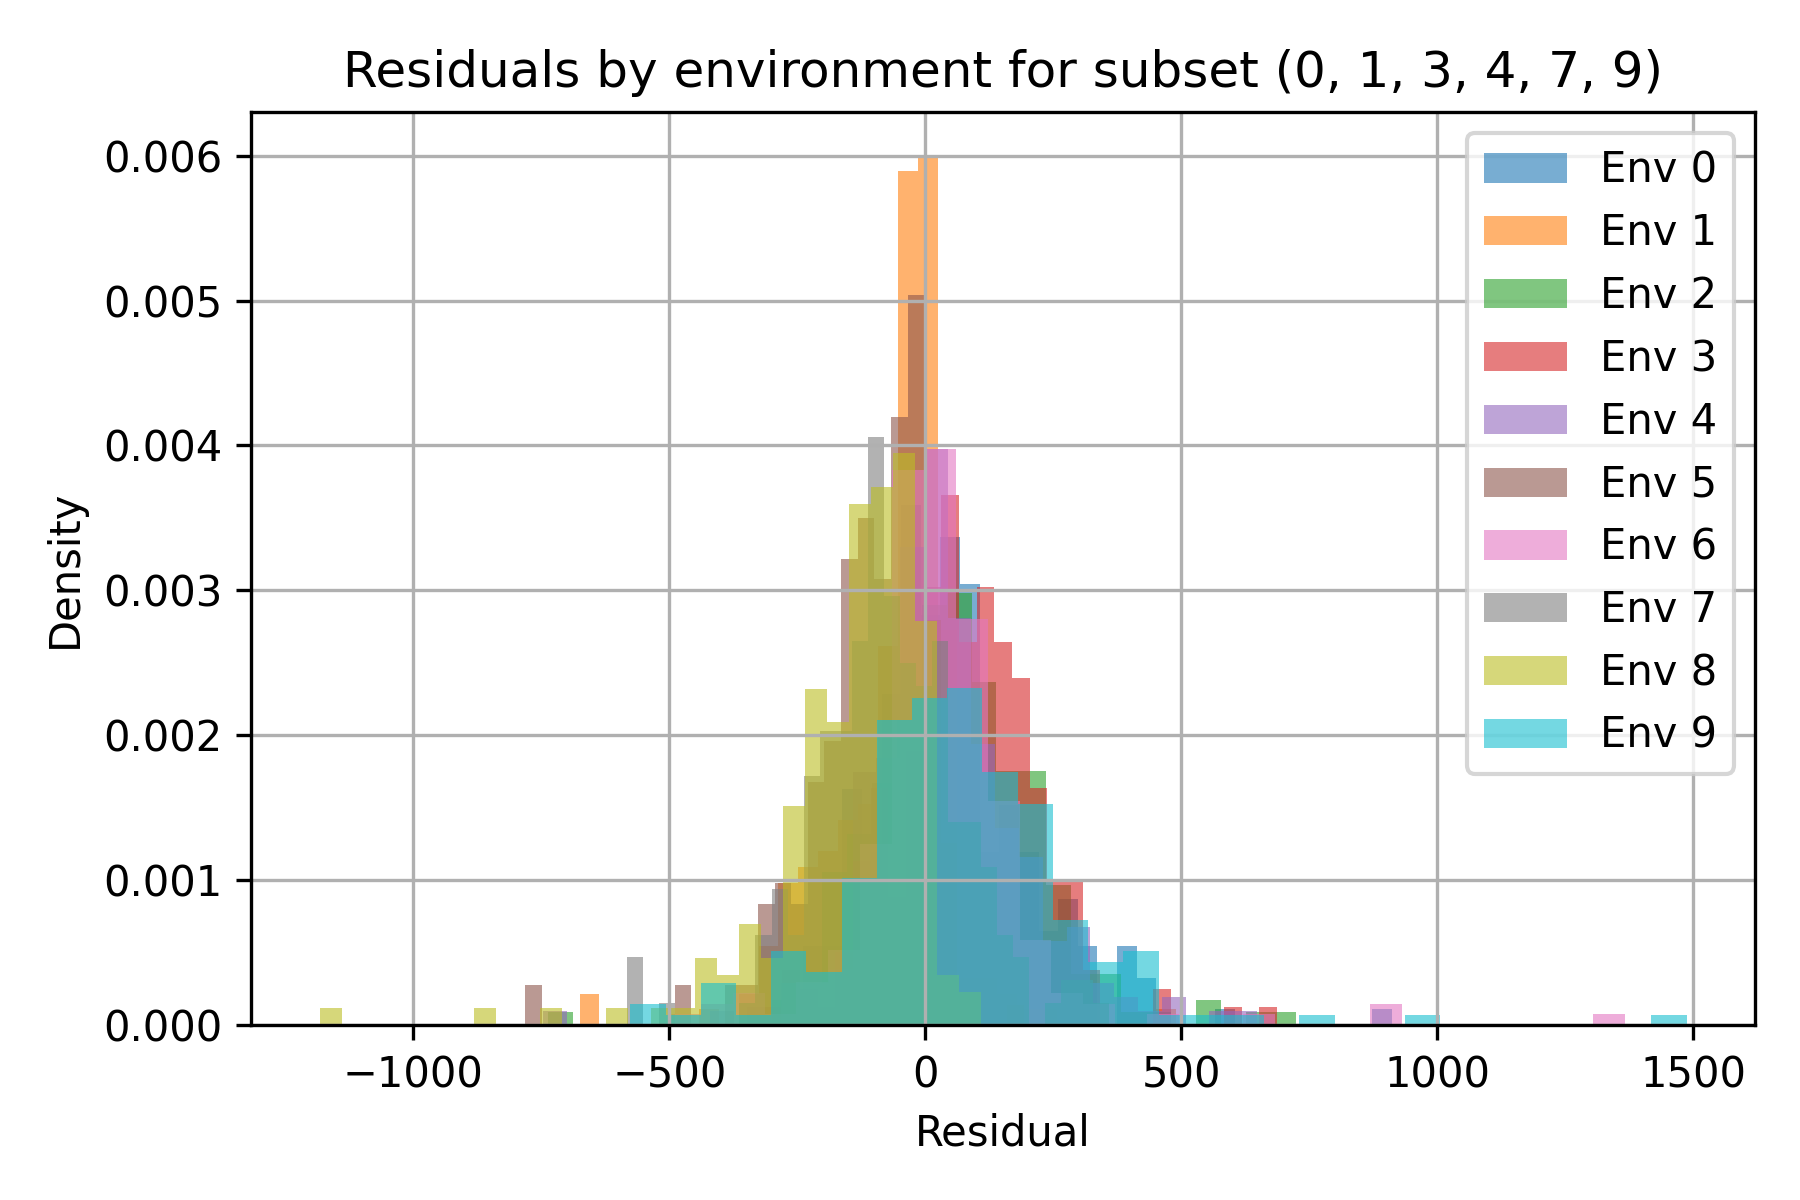 Residuals by environment for subset (0, 1, 3, 4, 7, 9)
Density
0.006
0.005
0.004
0.003
0.002
0.001
0.000
Env 0
Env 1
Env 2
Env 3
Env 4
Env 5
Env 6
Env 7
Env 8
Env 9
−1000
−500
0
500
1000
1500
Residual